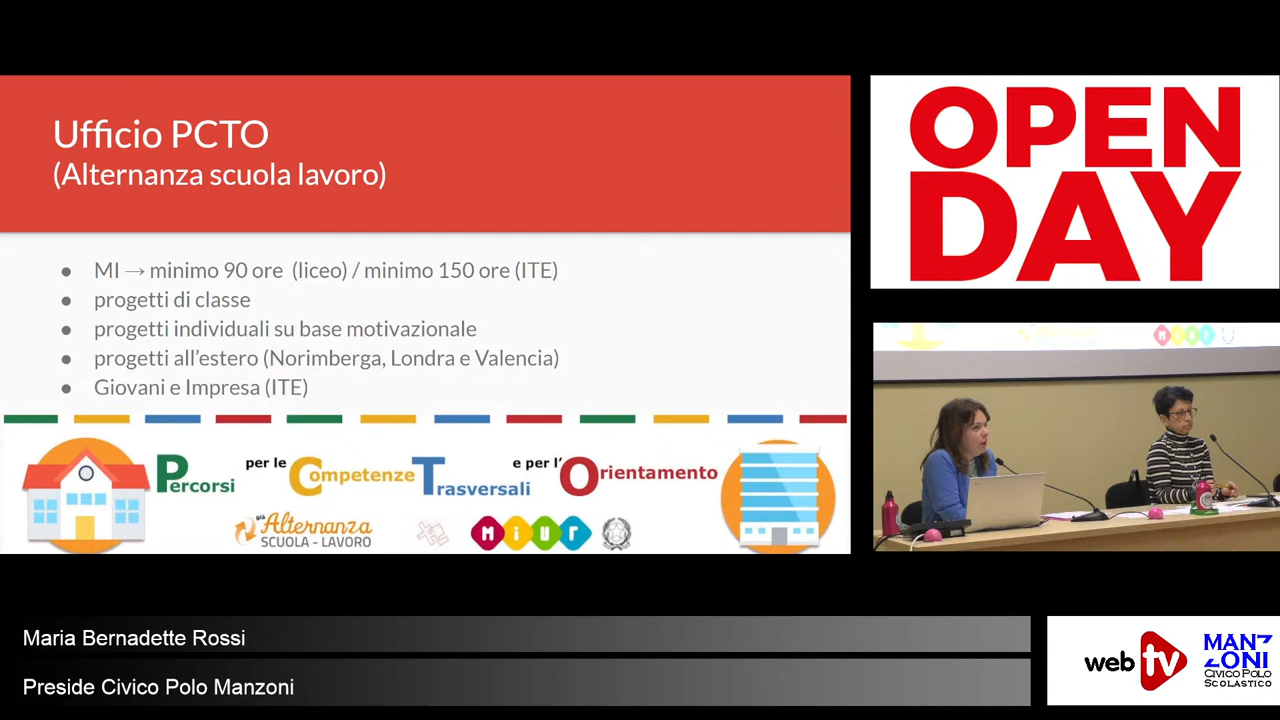 Ufficio PCTO
(Alternanza scuola lavoro)
● MI → minimo 90 ore (liceo) / minimo 150 ore (ITE)
● progetti di classe
● progetti individuali su base motivazionale
● progetti all'estero (Norimberga, Londra e Valencia)
● Giovani e Impresa (ITE)
Percorsi per le Competenze Trasversali e per l'Orientamento
già Alternanza
SCUOLA - LAVORO
MIUR
OPEN
DAY
MIUR
Maria Bernadette Rossi
Preside Civico Polo Manzoni
web tv
MANZ
ZONI
CIVICO POLO
SCOLASTICO